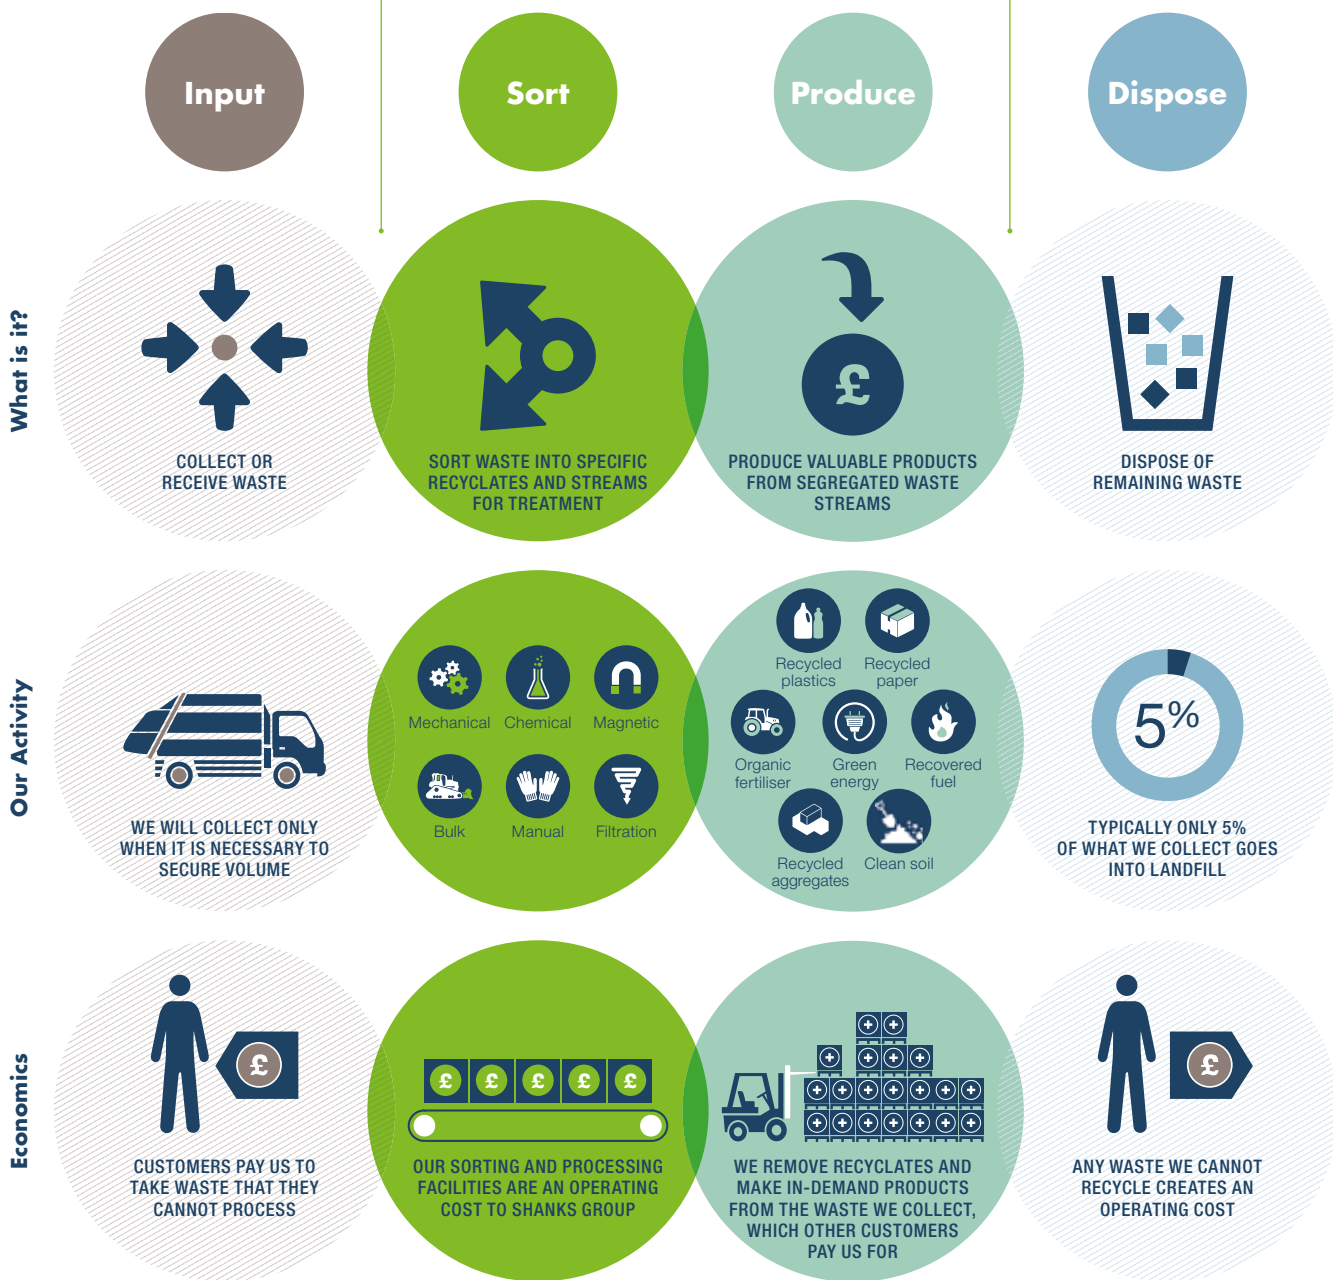 Input
Sort
Produce
Dispose
What is it?
COLLECT OR
RECEIVE WASTE
SORT WASTE INTO SPECIFIC
RECYCLATES AND STREAMS
FOR TREATMENT
£
PRODUCE VALUABLE PRODUCTS
FROM SEGREGATED WASTE
STREAMS
DISPOSE OF
REMAINING WASTE
Our Activity
WE WILL COLLECT ONLY
WHEN IT IS NECESSARY TO
SECURE VOLUME
Mechanical
Chemical
Magnetic
Bulk
Manual
Filtration
Recycled
plastics
Recycled
paper
Organic
fertiliser
Green
energy
Recovered
fuel
Recycled
aggregates
Clean soil
5%
TYPICALLY ONLY 5%
OF WHAT WE COLLECT GOES
INTO LANDFILL
Economics
£
CUSTOMERS PAY US TO
TAKE WASTE THAT THEY
CANNOT PROCESS
£ £ £ £ £
OUR SORTING AND PROCESSING
FACILITIES ARE AN OPERATING
COST TO SHANKS GROUP
WE REMOVE RECYCLATES AND
MAKE IN-DEMAND PRODUCTS
FROM THE WASTE WE COLLECT,
WHICH OTHER CUSTOMERS
PAY US FOR
£
ANY WASTE WE CANNOT
RECYCLE CREATES AN
OPERATING COST